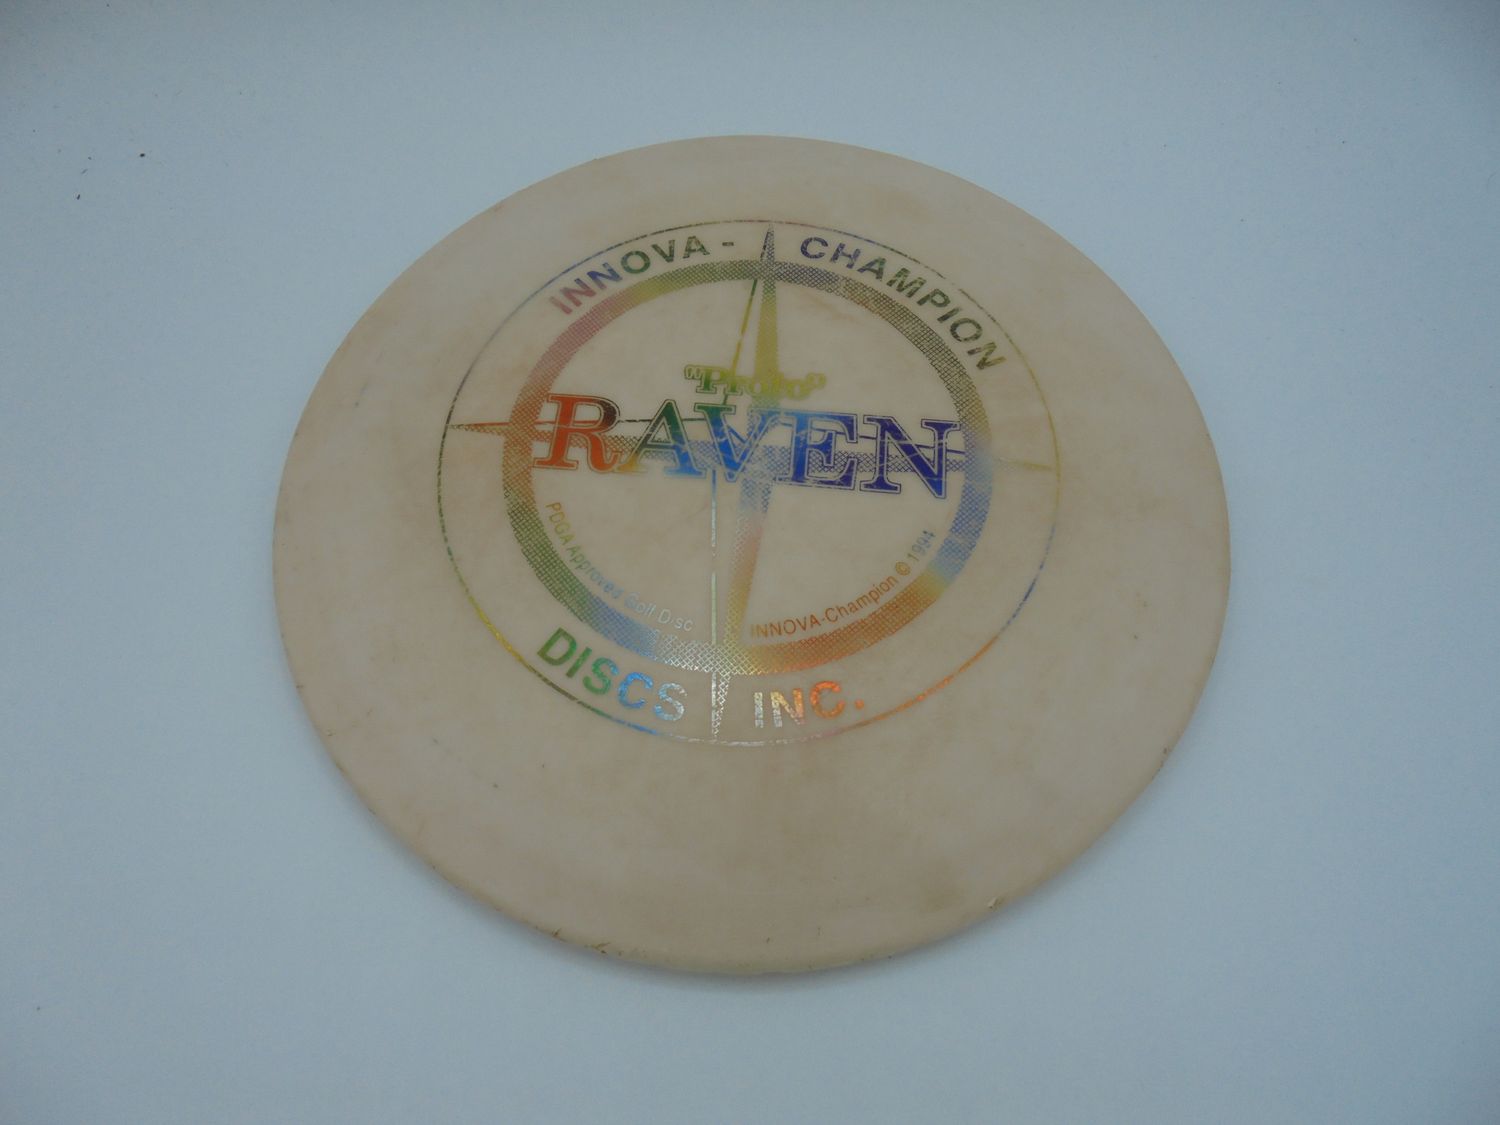 INNOVA - CHAMPION
"Proto"
RAVEN
PDGA Approved Golf Disc
INNOVA-Champion © 1994
DISCS INC.